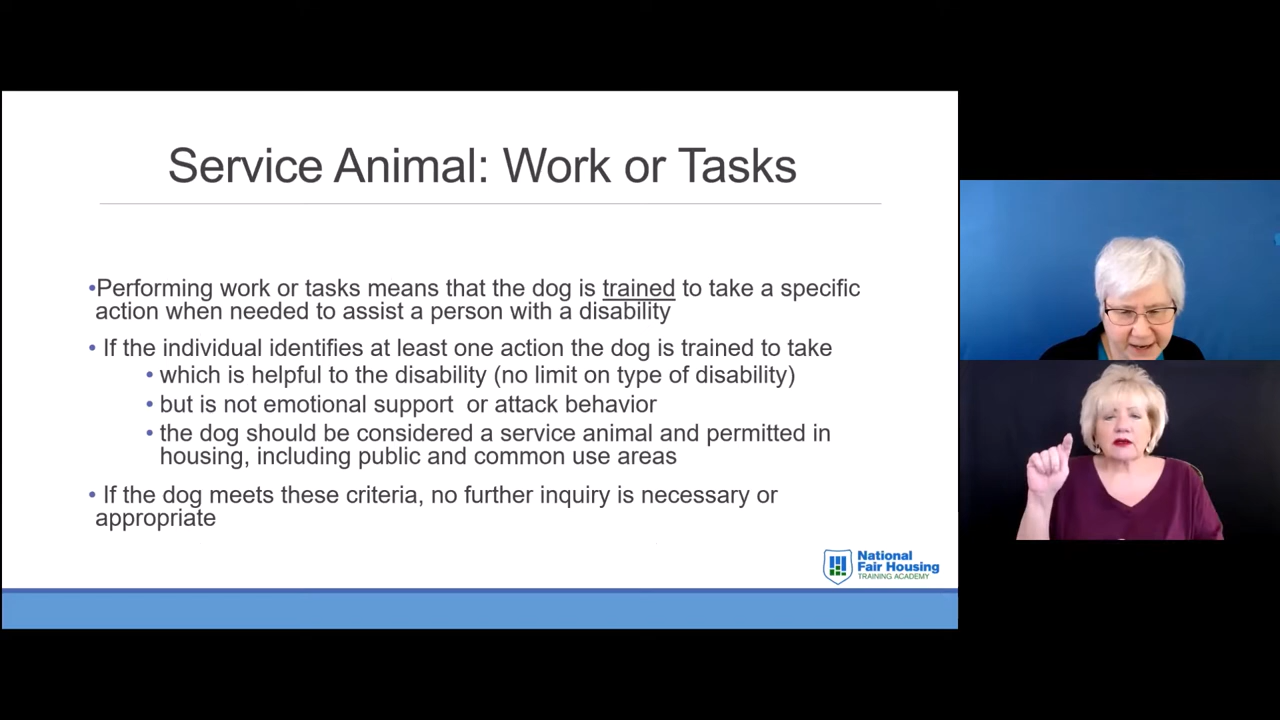 Service Animal: Work or Tasks
•Performing work or tasks means that the dog is trained to take a specific
action when needed to assist a person with a disability
• If the individual identifies at least one action the dog is trained to take
• which is helpful to the disability (no limit on type of disability)
• but is not emotional support  or attack behavior
• the dog should be considered a service animal and permitted in
housing, including public and common use areas
• If the dog meets these criteria, no further inquiry is necessary or
appropriate
National
Fair Housing
TRAINING ACADEMY